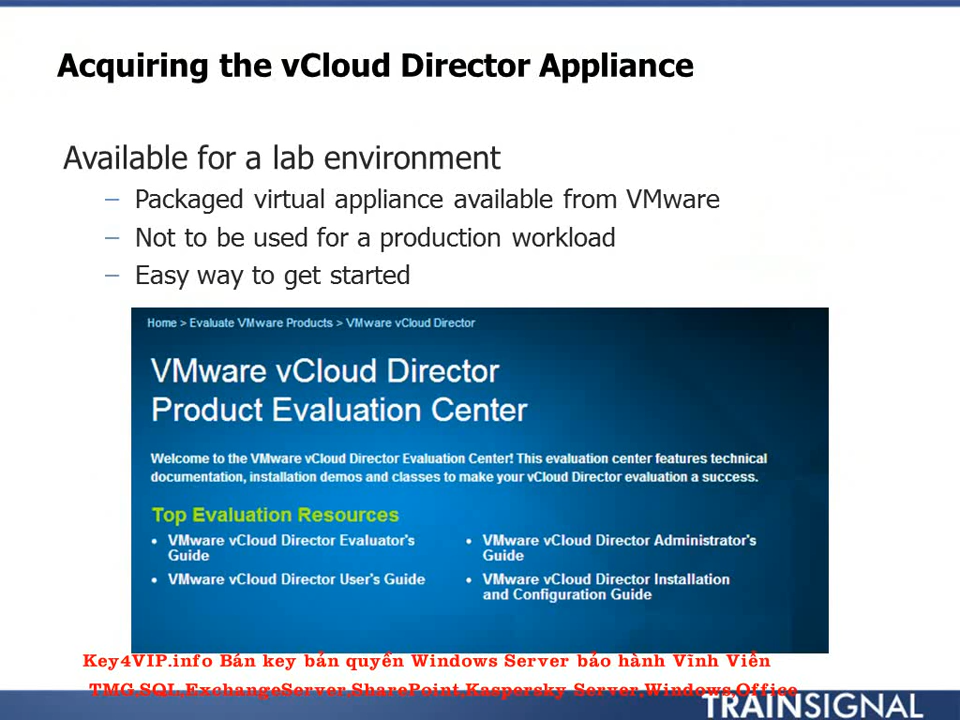 Acquiring the vCloud Director Appliance
Available for a lab environment
– Packaged virtual appliance available from VMware
– Not to be used for a production workload
– Easy way to get started
Home > Evaluate VMware Products > VMware vCloud Director
VMware vCloud Director
Product Evaluation Center
Welcome to the VMware vCloud Director Evaluation Center! This evaluation center features technical
documentation, installation demos and classes to make your vCloud Director evaluation a success.
Top Evaluation Resources
• VMware vCloud Director Evaluator's
Guide
• VMware vCloud Director User's Guide
• VMware vCloud Director Administrator's
Guide
• VMware vCloud Director Installation
and Configuration Guide
Key4VIP.info Bán key bản quyền Windows Server bảo hành Vĩnh Viễn
TMG,SQL,ExchangeServer,SharePoint,Kaspersky Server,Windows,Office
TRAINSIGNAL